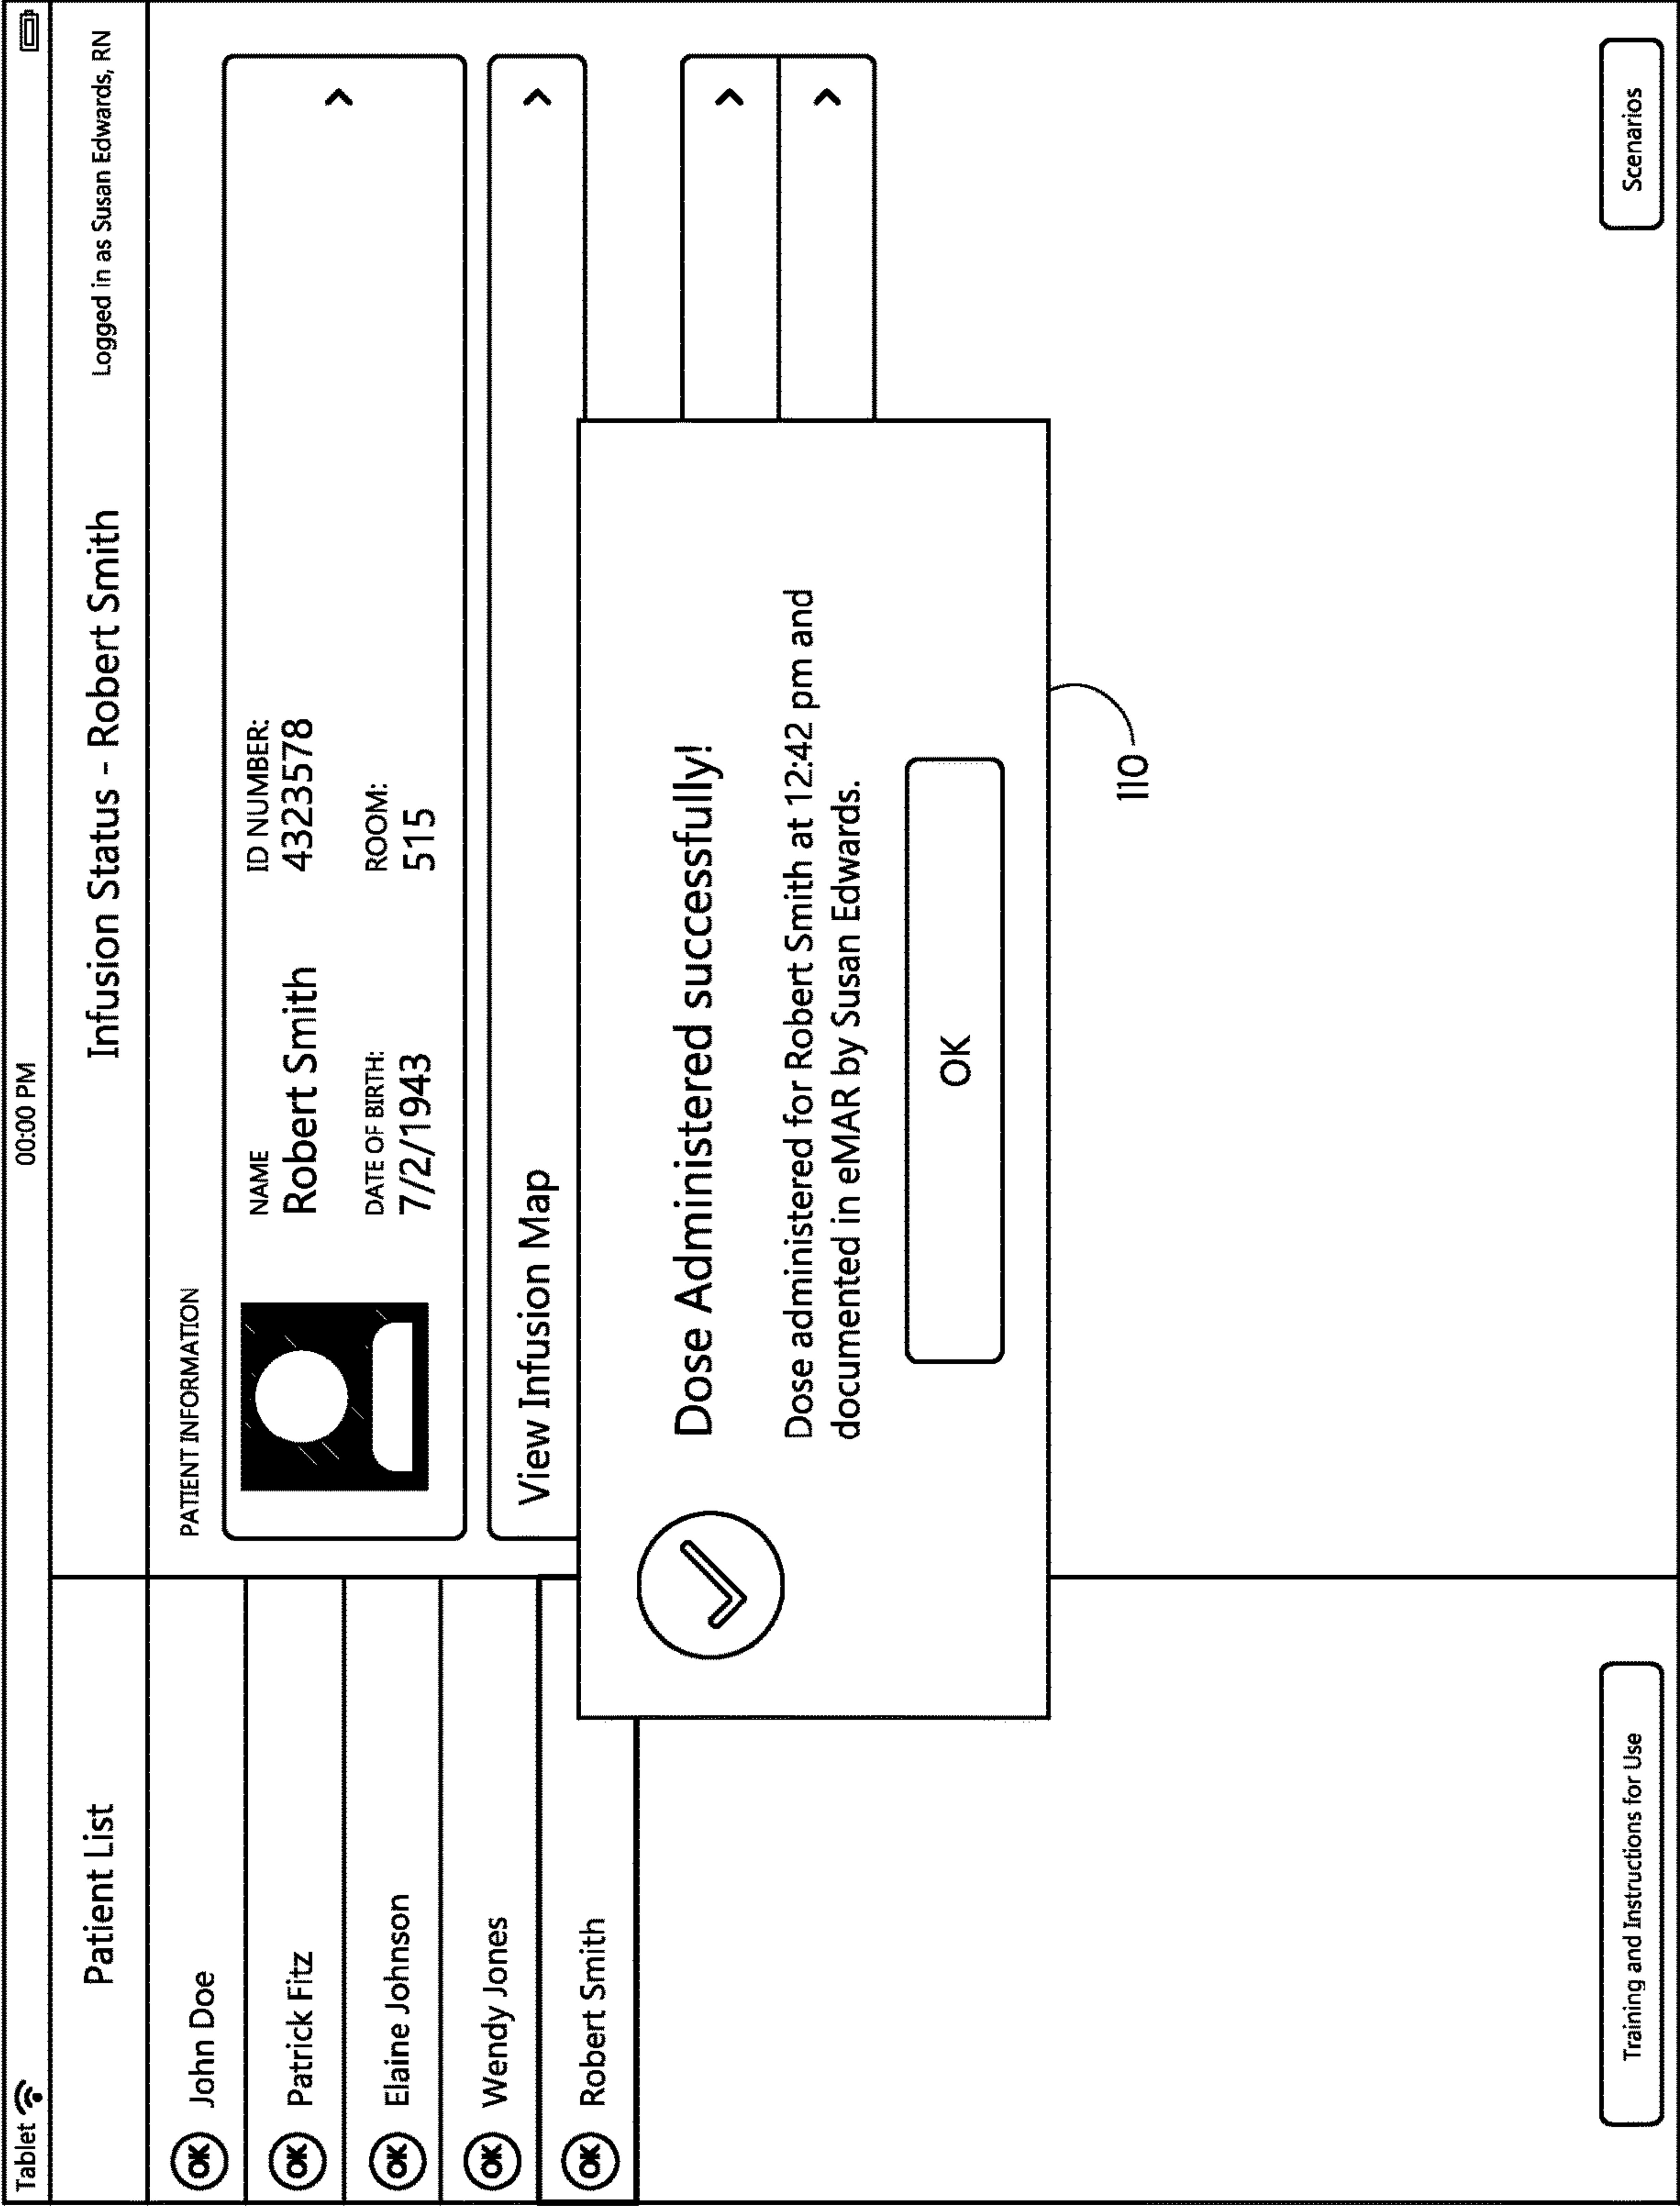 Tablet 00:00 PM
Patient List Infusion Status - Robert Smith Logged in as Susan Edwards, RN
OK John Doe
OK Patrick Fitz
OK Elaine Johnson
OK Wendy Jones
OK Robert Smith
PATIENT INFORMATION
NAME ID NUMBER:
Robert Smith 4323578
DATE OF BIRTH: ROOM:
7/2/1943 515
View Infusion Map
Dose Administered successfully!
Dose administered for Robert Smith at 12:42 pm and
documented in eMAR by Susan Edwards.
OK
110
Training and Instructions for Use Scenarios